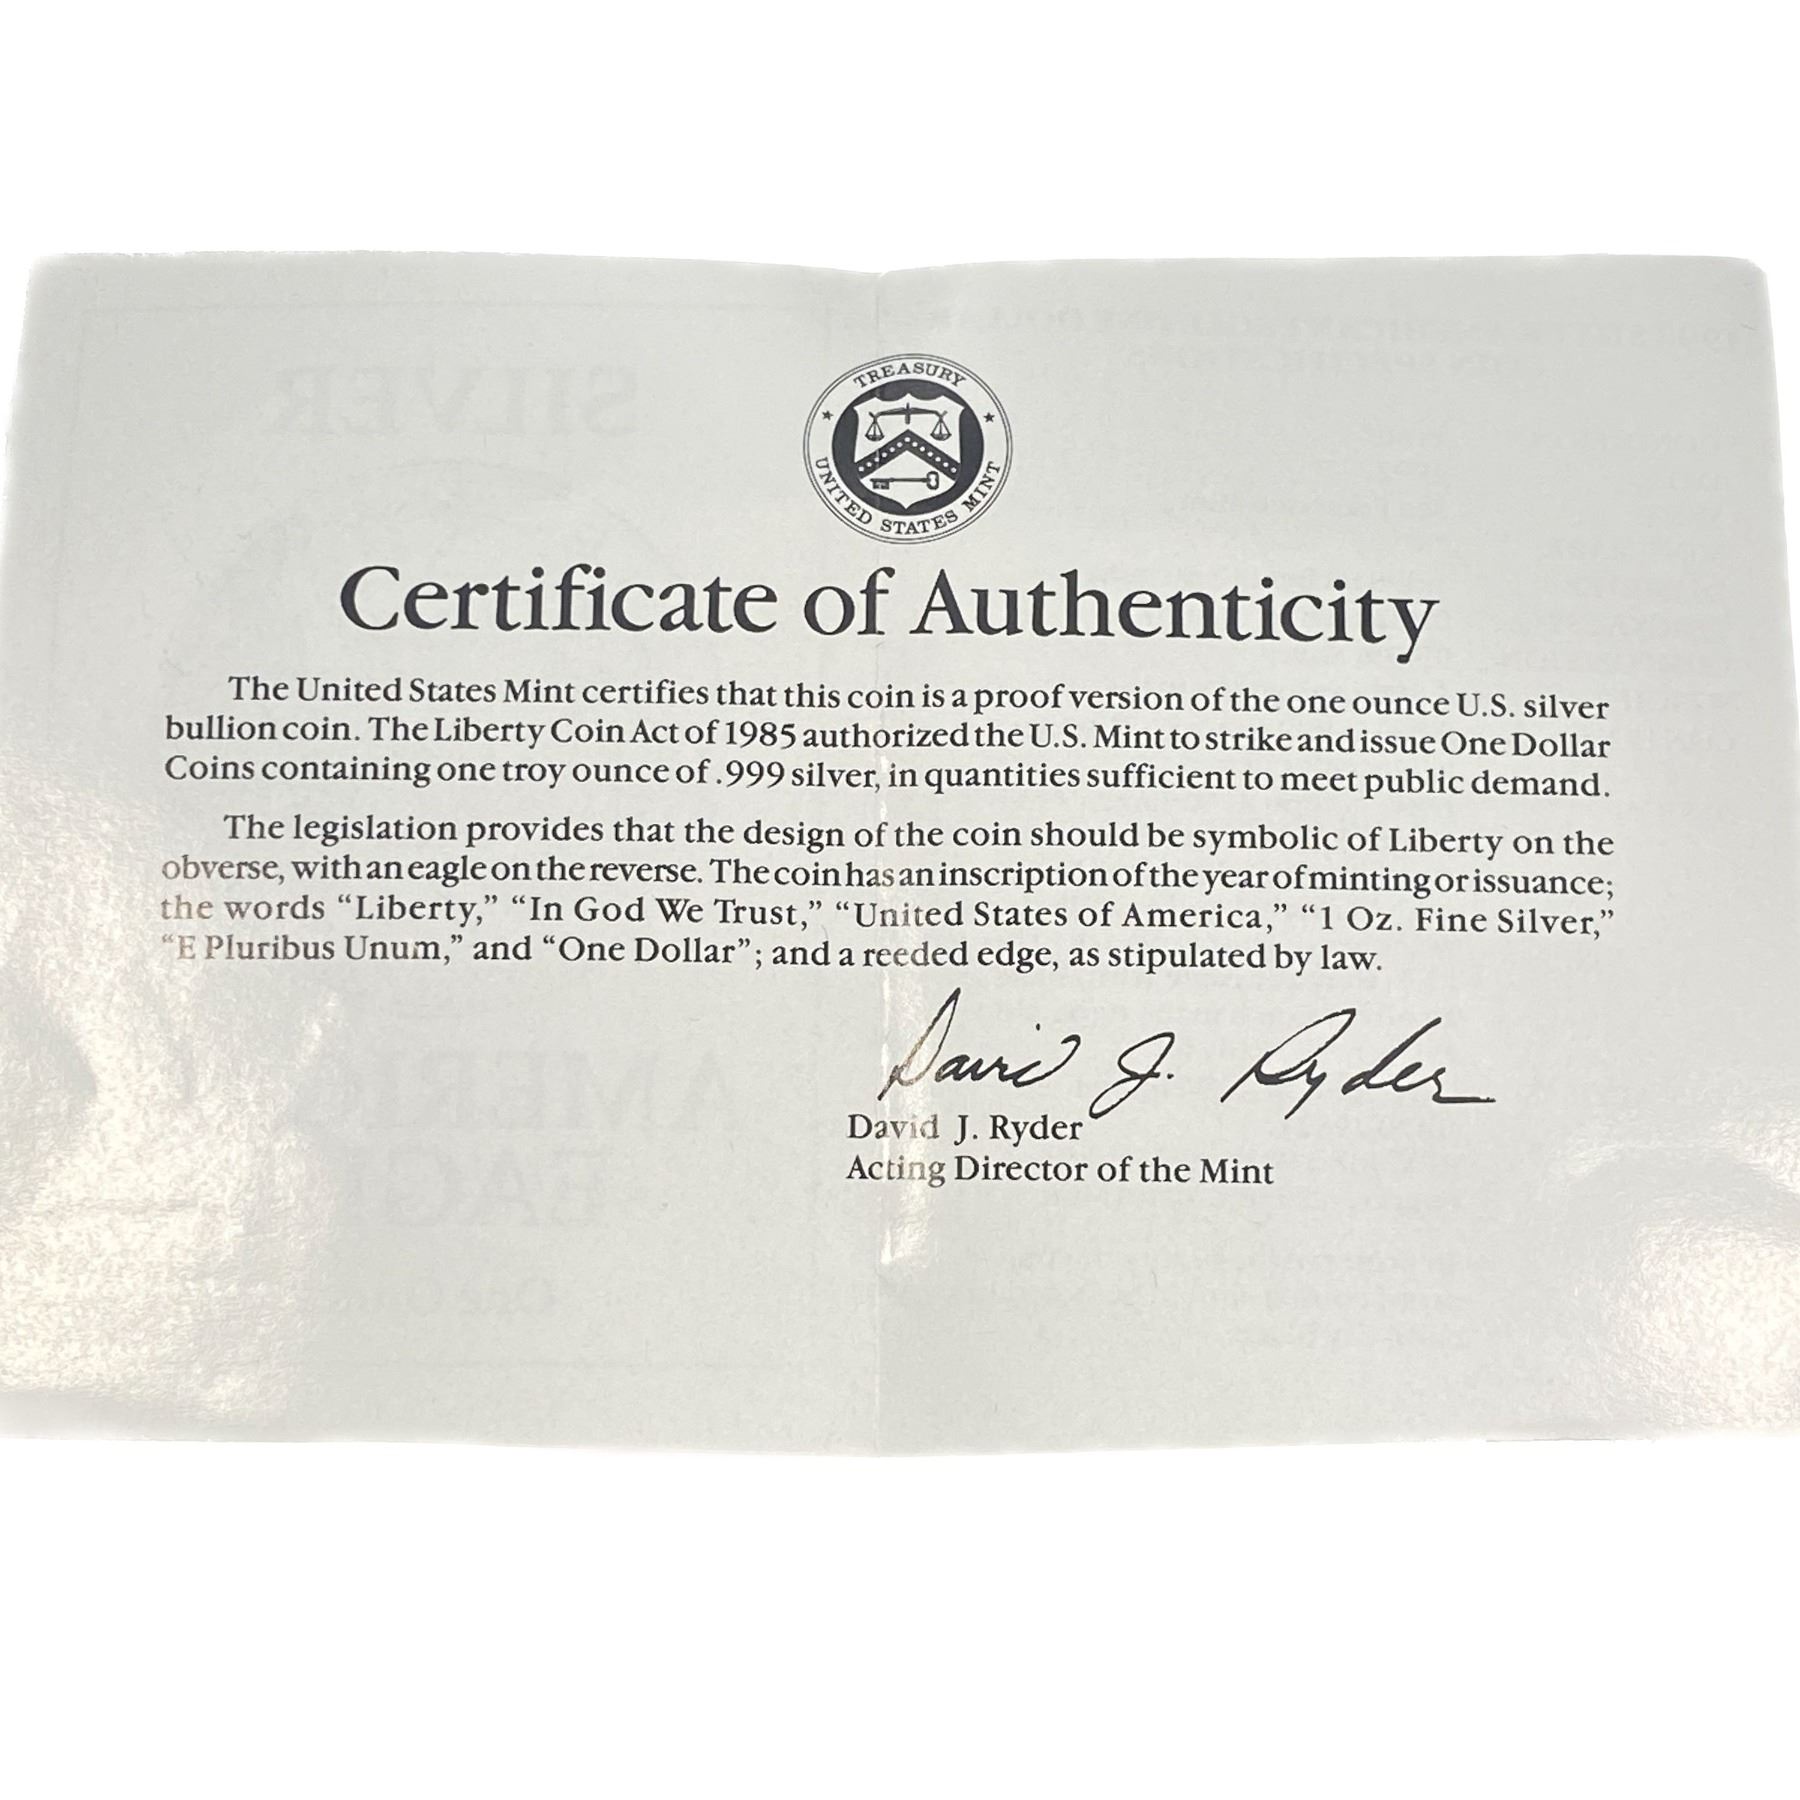 TREASURY
UNITED STATES MINT
Certificate of Authenticity
The United States Mint certifies that this coin is a proof version of the one ounce U.S. silver
bullion coin. The Liberty Coin Act of 1985 authorized the U.S. Mint to strike and issue One Dollar
Coins containing one troy ounce of .999 silver, in quantities sufficient to meet public demand.
The legislation provides that the design of the coin should be symbolic of Liberty on the
obverse, with an eagle on the reverse. The coin has an inscription of the year of minting or issuance;
the words “Liberty,” “In God We Trust,” “United States of America,” “1 Oz. Fine Silver,”
“E Pluribus Unum,” and “One Dollar”; and a reeded edge, as stipulated by law.
David J. Ryder
David J. Ryder
Acting Director of the Mint
SILVER